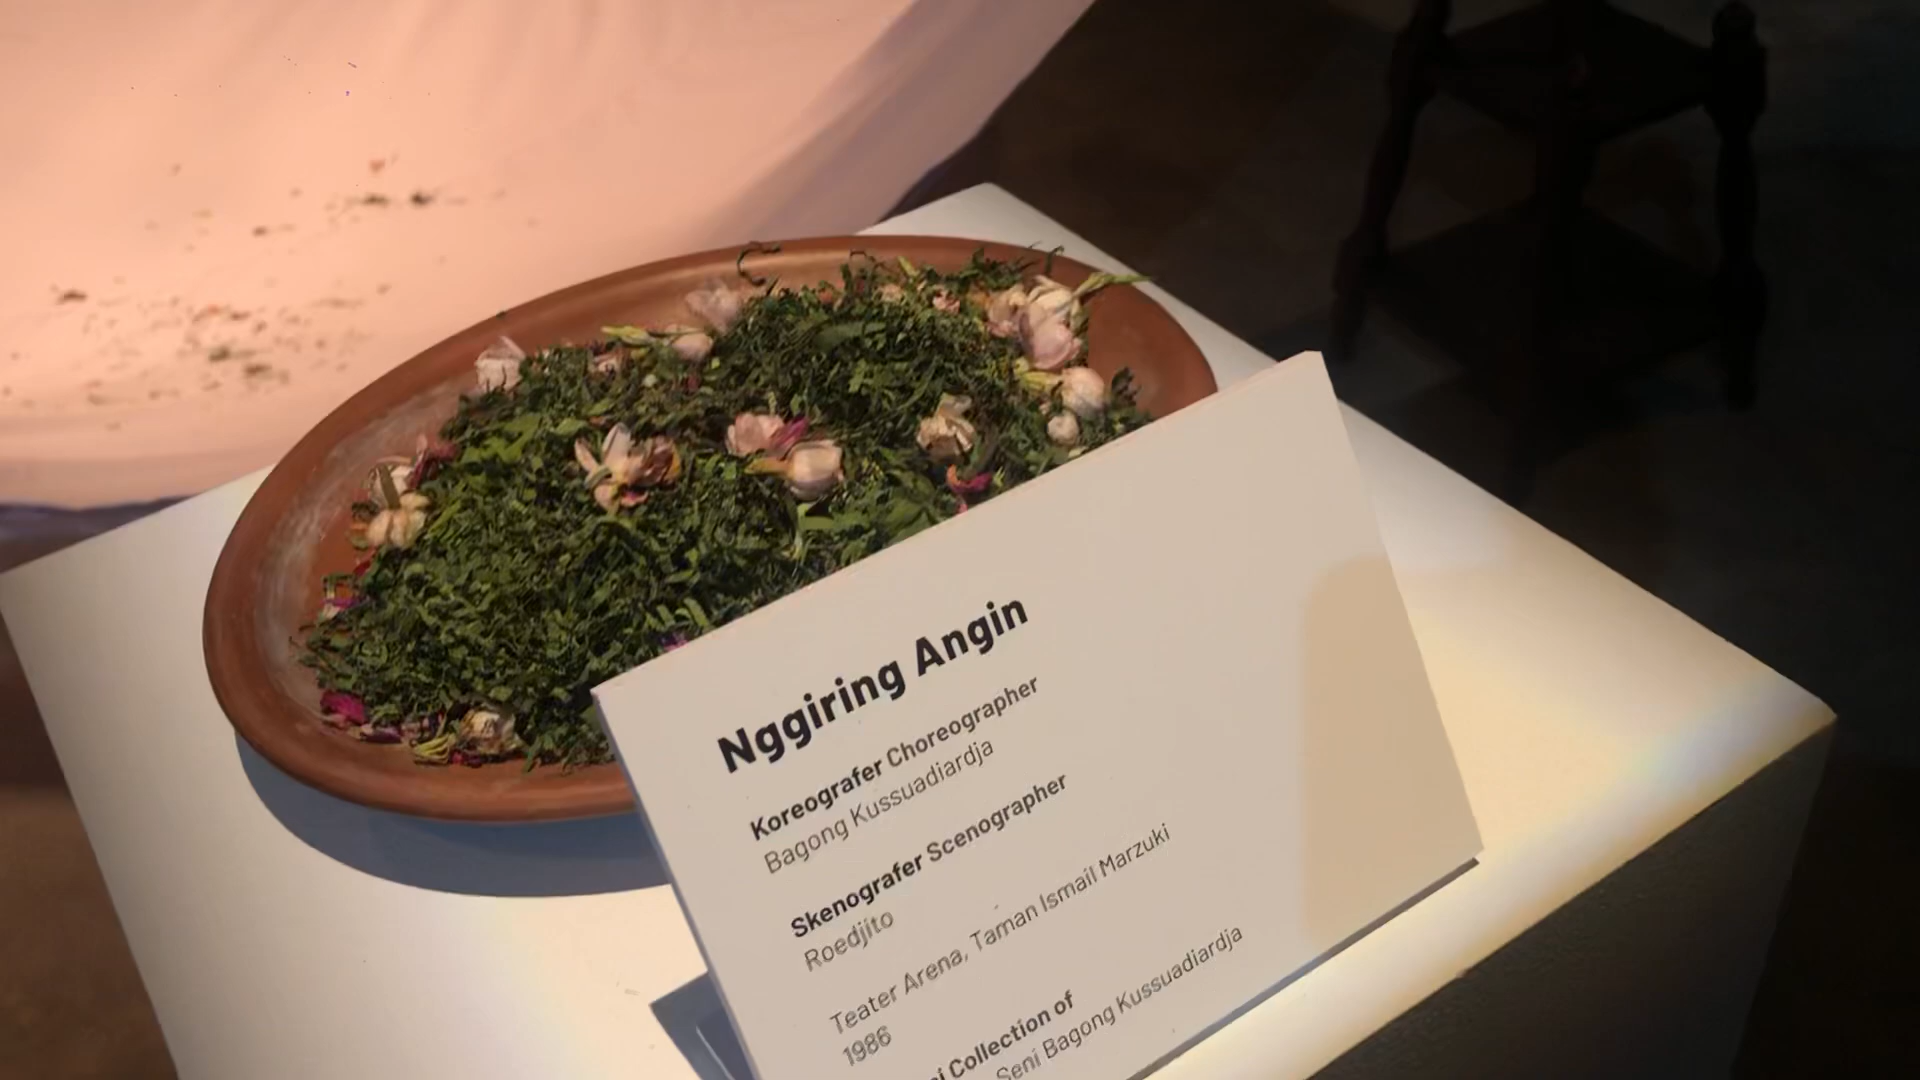 Nggiring Angin
Koreografer Choreographer
Bagong Kussuadiardja
Skenografer Scenographer
Roedjito
Teater Arena, Taman Ismail Marzuki
1986
Collection of
Seni Bagong Kussuadiardja